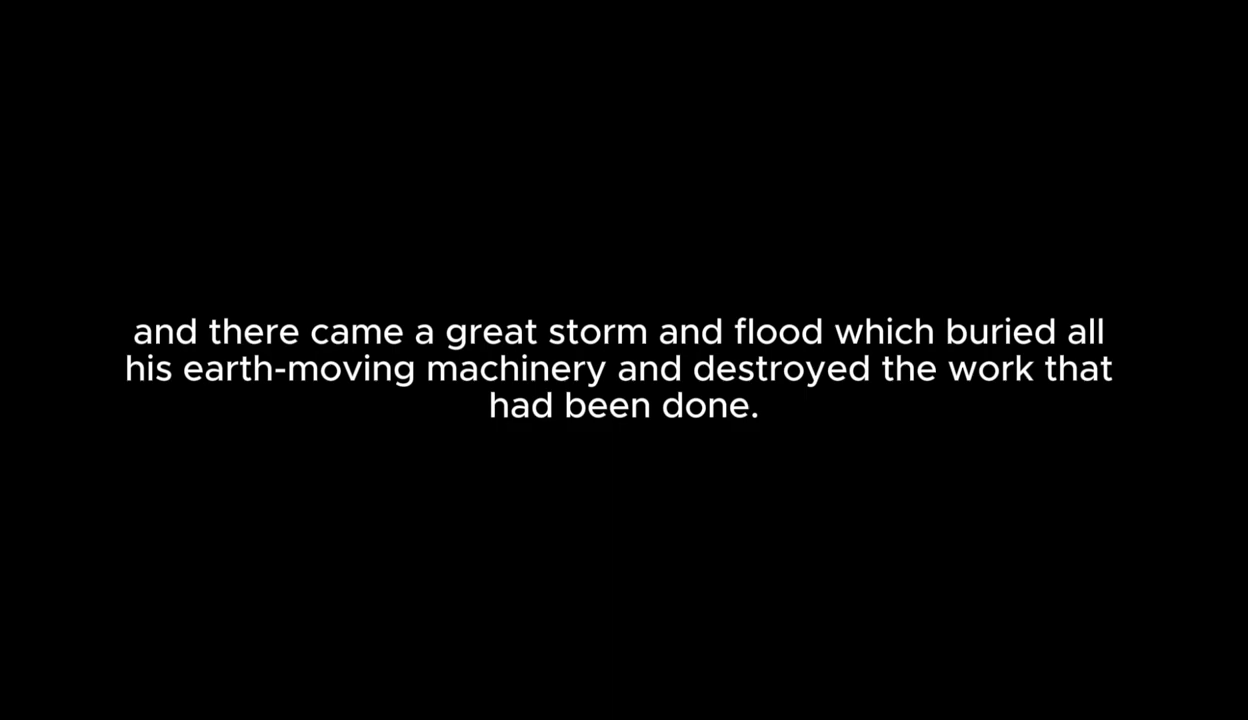 and there came a great storm and flood which buried all
his earth-moving machinery and destroyed the work that
had been done.